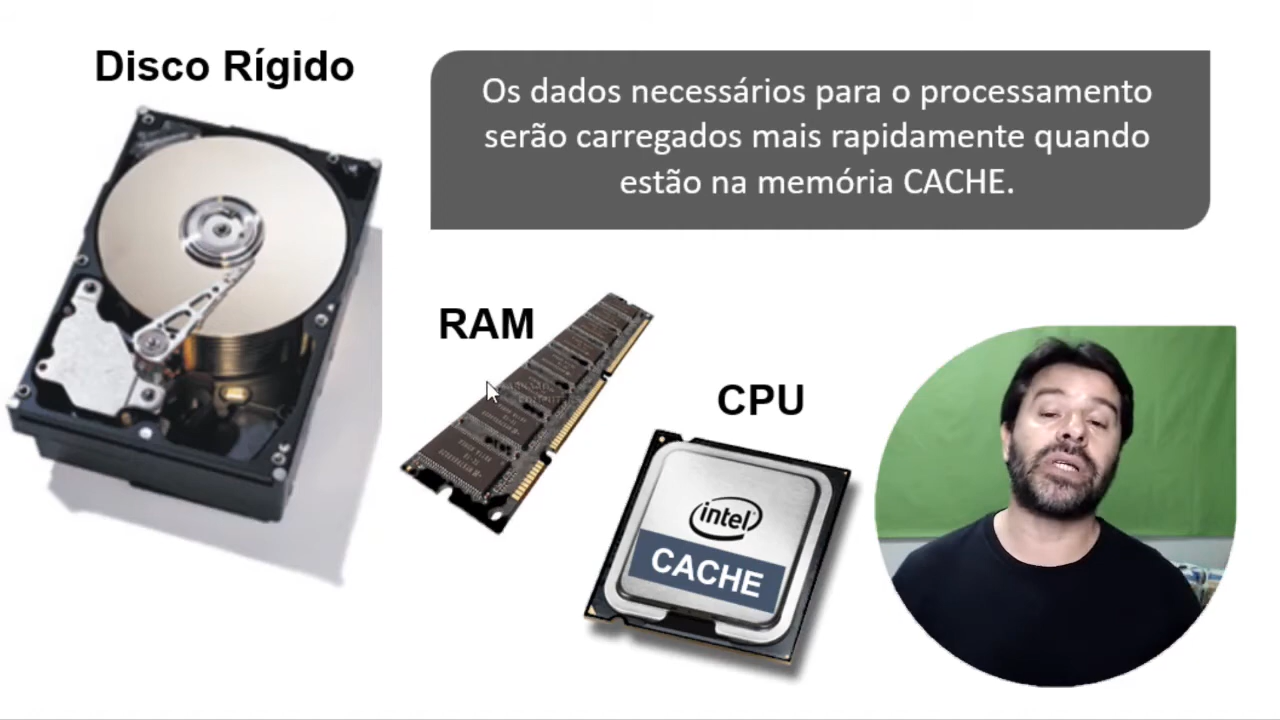 Disco Rígido
Os dados necessários para o processamento
serão carregados mais rapidamente quando
estão na memória CACHE.
RAM
CPU
intel
CACHE